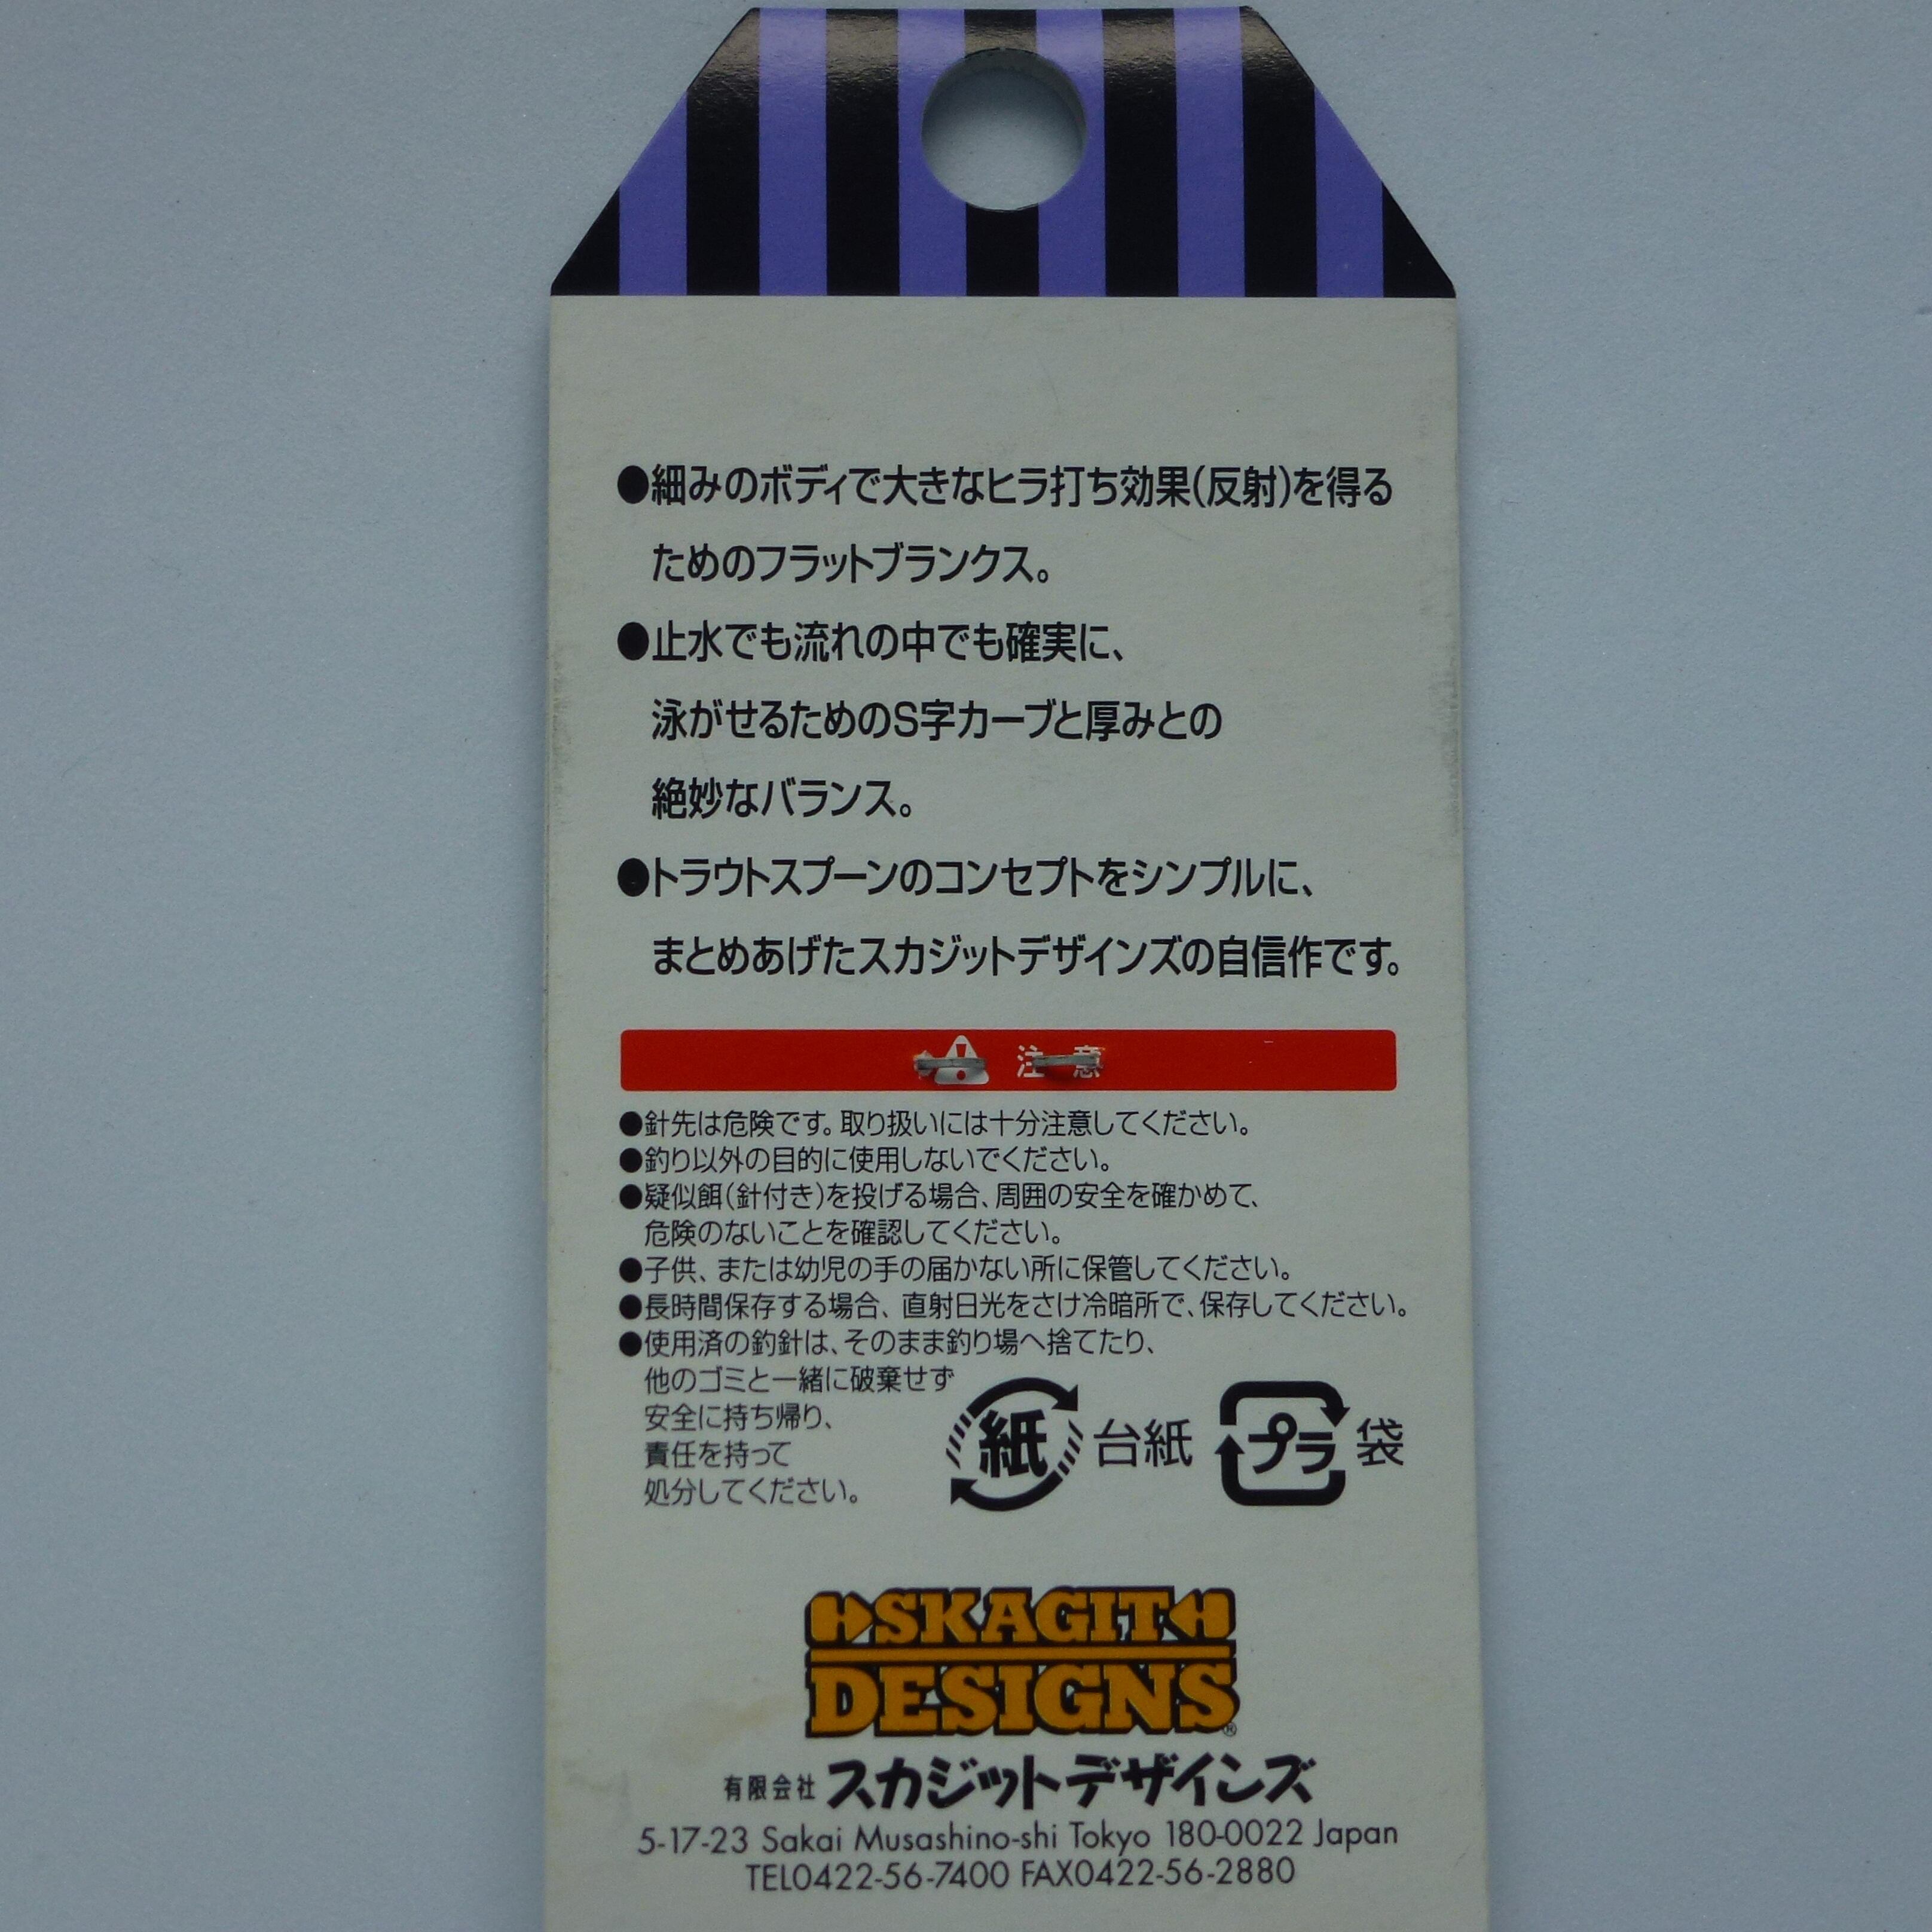 ●細みのボディで大きなヒラ打ち効果(反射)を得る
ためのフラットブランクス。
●止水でも流れの中でも確実に、
泳がせるためのS字カーブと厚みとの
絶妙なバランス。
●トラウトスプーンのコンセプトをシンプルに、
まとめあげたスカジットデザインズの自信作です。
注意
●針先は危険です。取り扱いには十分注意してください。
●釣り以外の目的に使用しないでください。
●疑似餌(針付き)を投げる場合、周囲の安全を確かめて、
危険のないことを確認してください。
●子供、または幼児の手の届かない所に保管してください。
●長時間保存する場合、直射日光をさけ冷暗所で、保存してください。
●使用済の釣針は、そのまま釣り場へ捨てたり、
他のゴミと一緒に破棄せず
安全に持ち帰り、
責任を持って
処分してください。
紙 台紙 プラ 袋
SKAGIT
DESIGNS®
有限会社 スカジットデザインズ
5-17-23 Sakai Musashino-shi Tokyo 180-0022 Japan
TEL0422-56-7400 FAX0422-56-2880